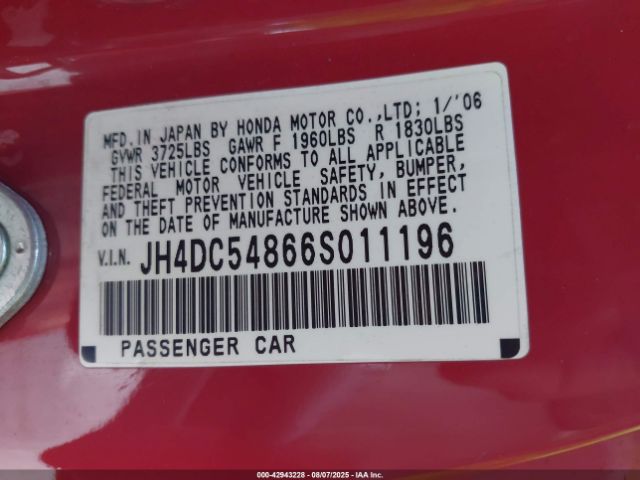 MFD.IN JAPAN BY HONDA MOTOR CO.,LTD; 1/'06
GVWR 3725LBS GAWR F 1960LBS R 1830LBS
THIS VEHICLE CONFORMS TO ALL APPLICABLE
FEDERAL MOTOR VEHICLE SAFETY, BUMPER,
AND THEFT PREVENTION STANDARDS IN EFFECT
ON THE DATE OF MANUFACTURE SHOWN ABOVE.
V.I.N. JH4DC54866S011196
PASSENGER CAR
000-42943228 - 08/07/2025 - Copyright © 2025 IAA, Inc.